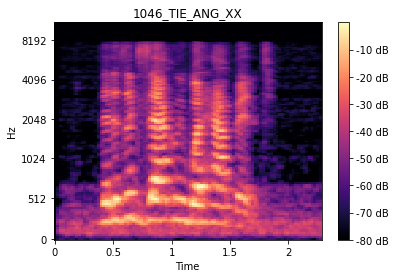 1046_TIE_ANG_XX
8192
4096
2048
1024
512
0
Hz
0
0.5
1
1.5
2
Time
-10 dB
-20 dB
-30 dB
-40 dB
-50 dB
-60 dB
-70 dB
-80 dB